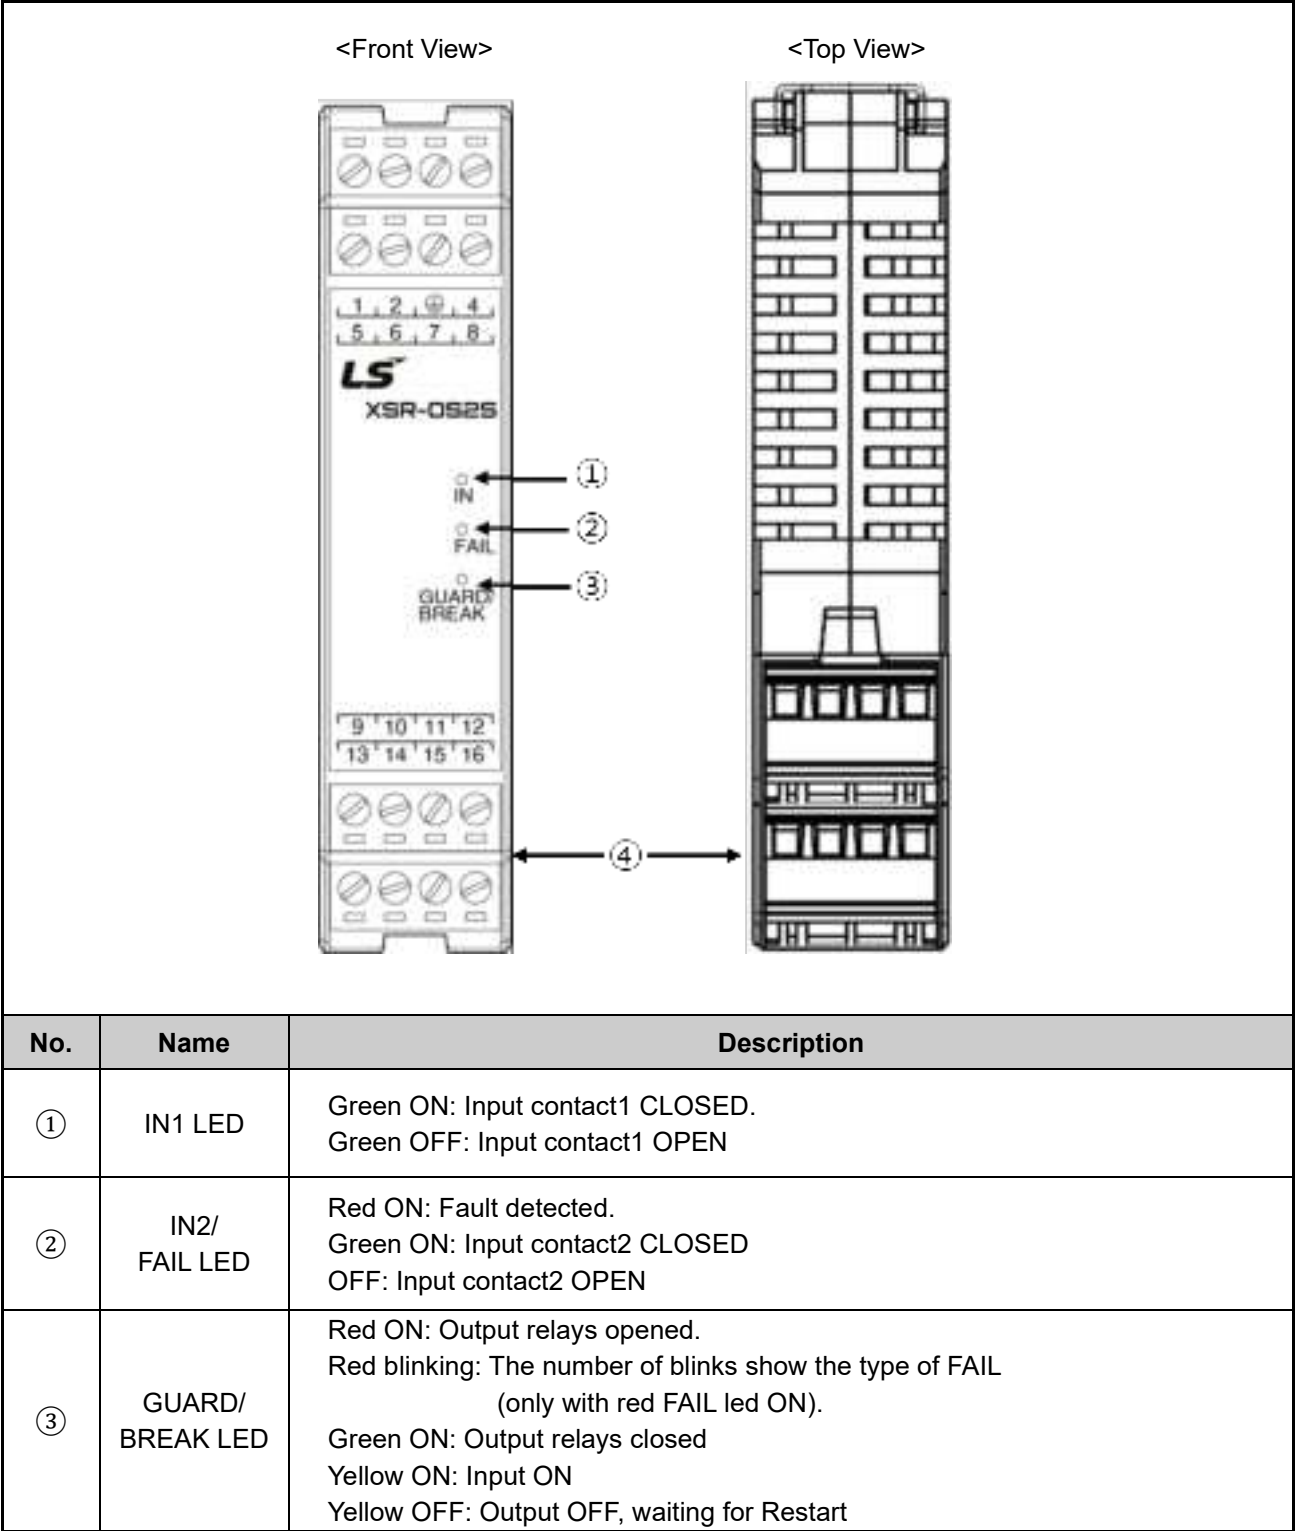 <Front View>
<Top View>
1 2 4
5 6 7 8
LS
XSR-OS2S
①
IN
②
FAIL
③
GUARD/
BREAK
9 10 11 12
13 14 15 16
④
No. Name Description
① IN1 LED
Green ON: Input contact1 CLOSED.
Green OFF: Input contact1 OPEN
② IN2/
FAIL LED
Red ON: Fault detected.
Green ON: Input contact2 CLOSED
OFF: Input contact2 OPEN
③ GUARD/
BREAK LED
Red ON: Output relays opened.
Red blinking: The number of blinks show the type of FAIL
(only with red FAIL led ON).
Green ON: Output relays closed
Yellow ON: Input ON
Yellow OFF: Output OFF, waiting for Restart